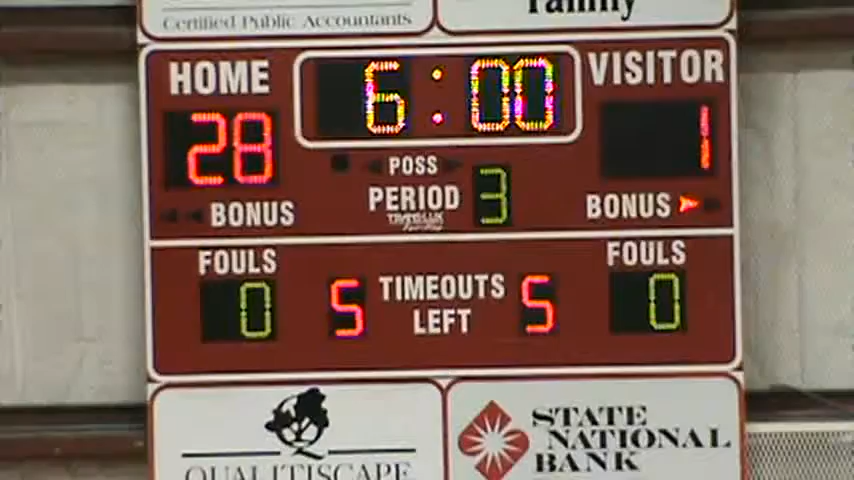 Certified Public Accountants
Family
HOME
6:00
VISITOR
28
1
POSS
PERIOD
3
BONUS
BONUS
FOULS
FOULS
0
5
TIMEOUTS
LEFT
5
0
QUALITISCAPE
STATE
NATIONAL
BANK